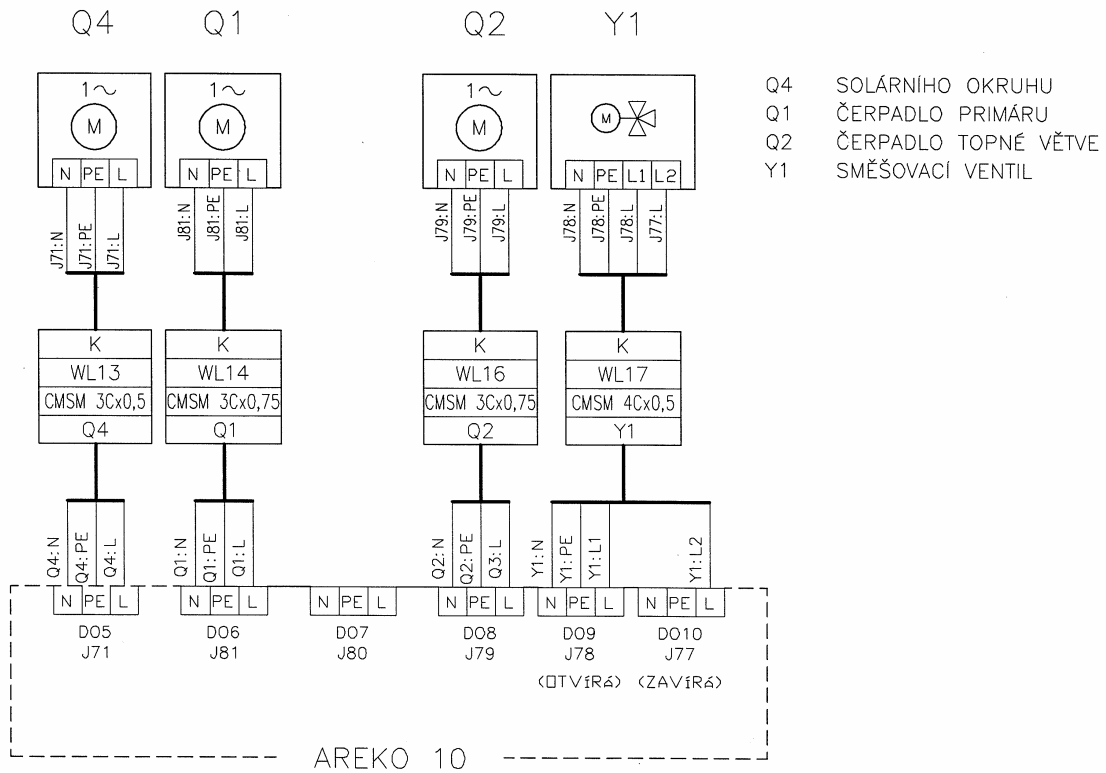 Q4 Q1 Q2 Y1
1~ 1~ 1~
M M M M
N PE L N PE L N PE L N PE L1 L2
J71:N J71:PE J71:L J81:N J81:PE J81:L J79:N J79:PE J79:L J78:N J78:PE J78:L J77:L
Q4 SOLÁRNÍHO OKRUHU
Q1 ČERPADLO PRIMÁRU
Q2 ČERPADLO TOPNÉ VĚTVE
Y1 SMĚŠOVACÍ VENTIL
K K K K
WL13 WL14 WL16 WL17
CMSM 3Cx0,5 CMSM 3Cx0,75 CMSM 3Cx0,75 CMSM 4Cx0,5
Q4 Q1 Q2 Y1
Q4:N Q4:PE Q4:L Q1:N Q1:PE Q1:L Q2:N Q2:PE Q3:L Y1:N Y1:PE Y1:L1 Y1:L2
N PE L N PE L N PE L N PE L N PE L N PE L
DO5 DO6 DO7 DO8 DO9 DO10
J71 J81 J80 J79 J78 J77
(OTVÍRá) (ZAVÍRá)
AREKO 10